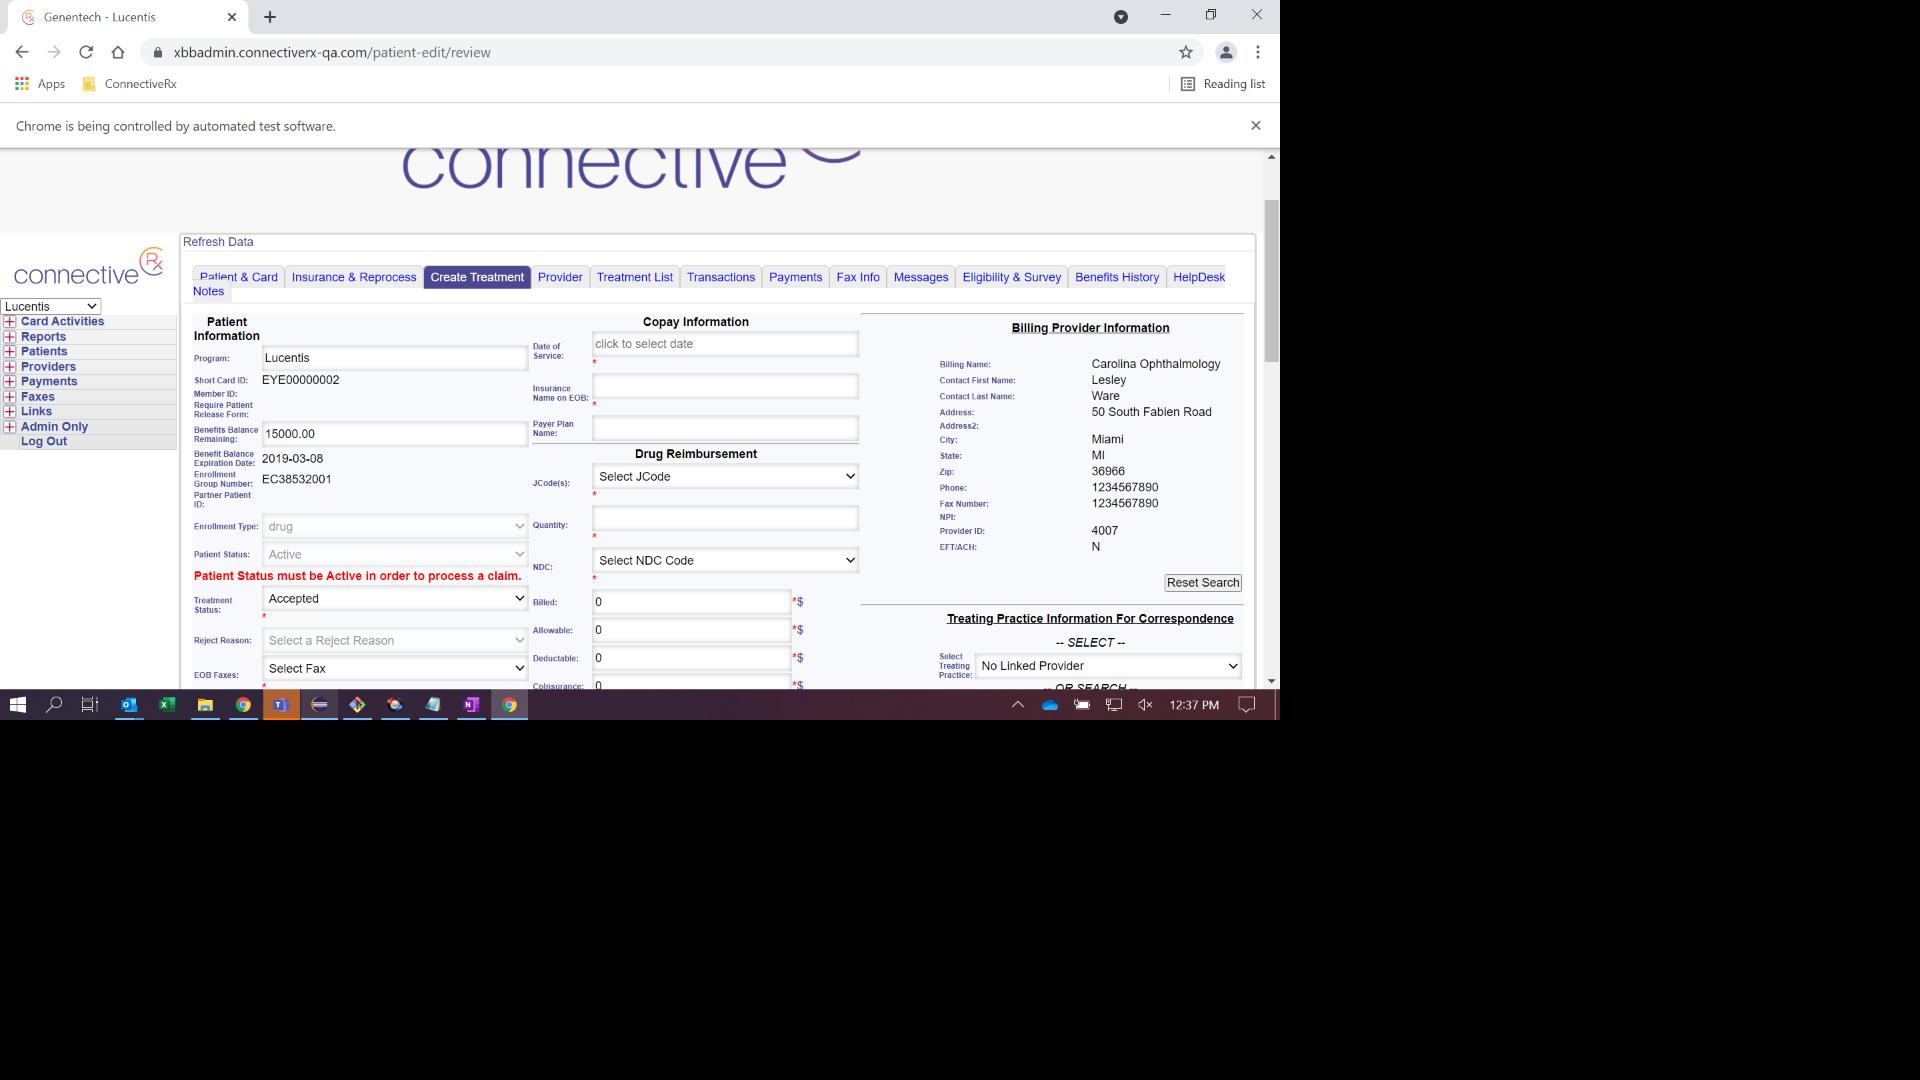 Genentech - Lucentis
xbbadmin.connectiverx-qa.com/patient-edit/review
Apps
ConnectiveRx
Reading list
Chrome is being controlled by automated test software.
connective
Refresh Data
connective Rx
Lucentis
Card Activities
Reports
Patients
Providers
Payments
Faxes
Links
Admin Only
Log Out
Patient & Card
Insurance & Reprocess
Create Treatment
Provider
Treatment List
Transactions
Payments
Fax Info
Messages
Eligibility & Survey
Benefits History
HelpDesk
Notes
Patient
Information
Program: Lucentis
Short Card ID: EYE00000002
Member ID:
Require Patient
Release Form:
Benefits Balance
Remaining: 15000.00
Benefit Balance
Expiration Date: 2019-03-08
Enrollment
Group Number: EC38532001
Partner Patient
ID:
Enrollment Type: drug
Patient Status: Active
Patient Status must be Active in order to process a claim.
Treatment
Status: Accepted
*
Reject Reason: Select a Reject Reason
EOB Faxes: Select Fax
*
Copay Information
Date of
Service: click to select date
*
Insurance
Name on EOB:
*
Payer Plan
Name:
Drug Reimbursement
JCode(s): Select JCode
*
Quantity:
*
NDC: Select NDC Code
*
Billed: 0 *$
Allowable: 0 *$
Deductable: 0 *$
CoInsurance: 0 *$
Billing Provider Information
Billing Name: Carolina Ophthalmology
Contact First Name: Lesley
Contact Last Name: Ware
Address: 50 South Fabien Road
Address2:
City: Miami
State: MI
Zip: 36966
Phone: 1234567890
Fax Number: 1234567890
NPI:
Provider ID: 4007
EFT/ACH: N
Reset Search
Treating Practice Information For Correspondence
-- SELECT --
Select
Treating
Practice: No Linked Provider
-- OR SEARCH --
12:37 PM